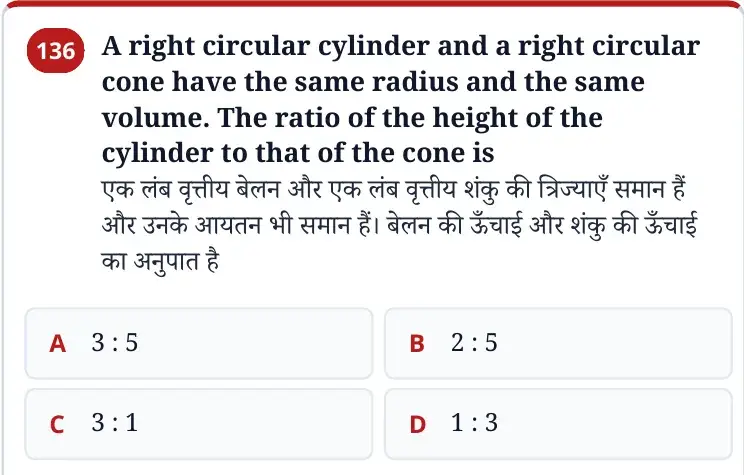 136 A right circular cylinder and a right circular
cone have the same radius and the same
volume. The ratio of the height of the
cylinder to that of the cone is
एक लंब वृत्तीय बेलन और एक लंब वृत्तीय शंकु की त्रिज्याएँ समान हैं
और उनके आयतन भी समान हैं। बेलन की ऊँचाई और शंकु की ऊँचाई
का अनुपात है
A 3 : 5
B 2 : 5
C 3 : 1
D 1 : 3